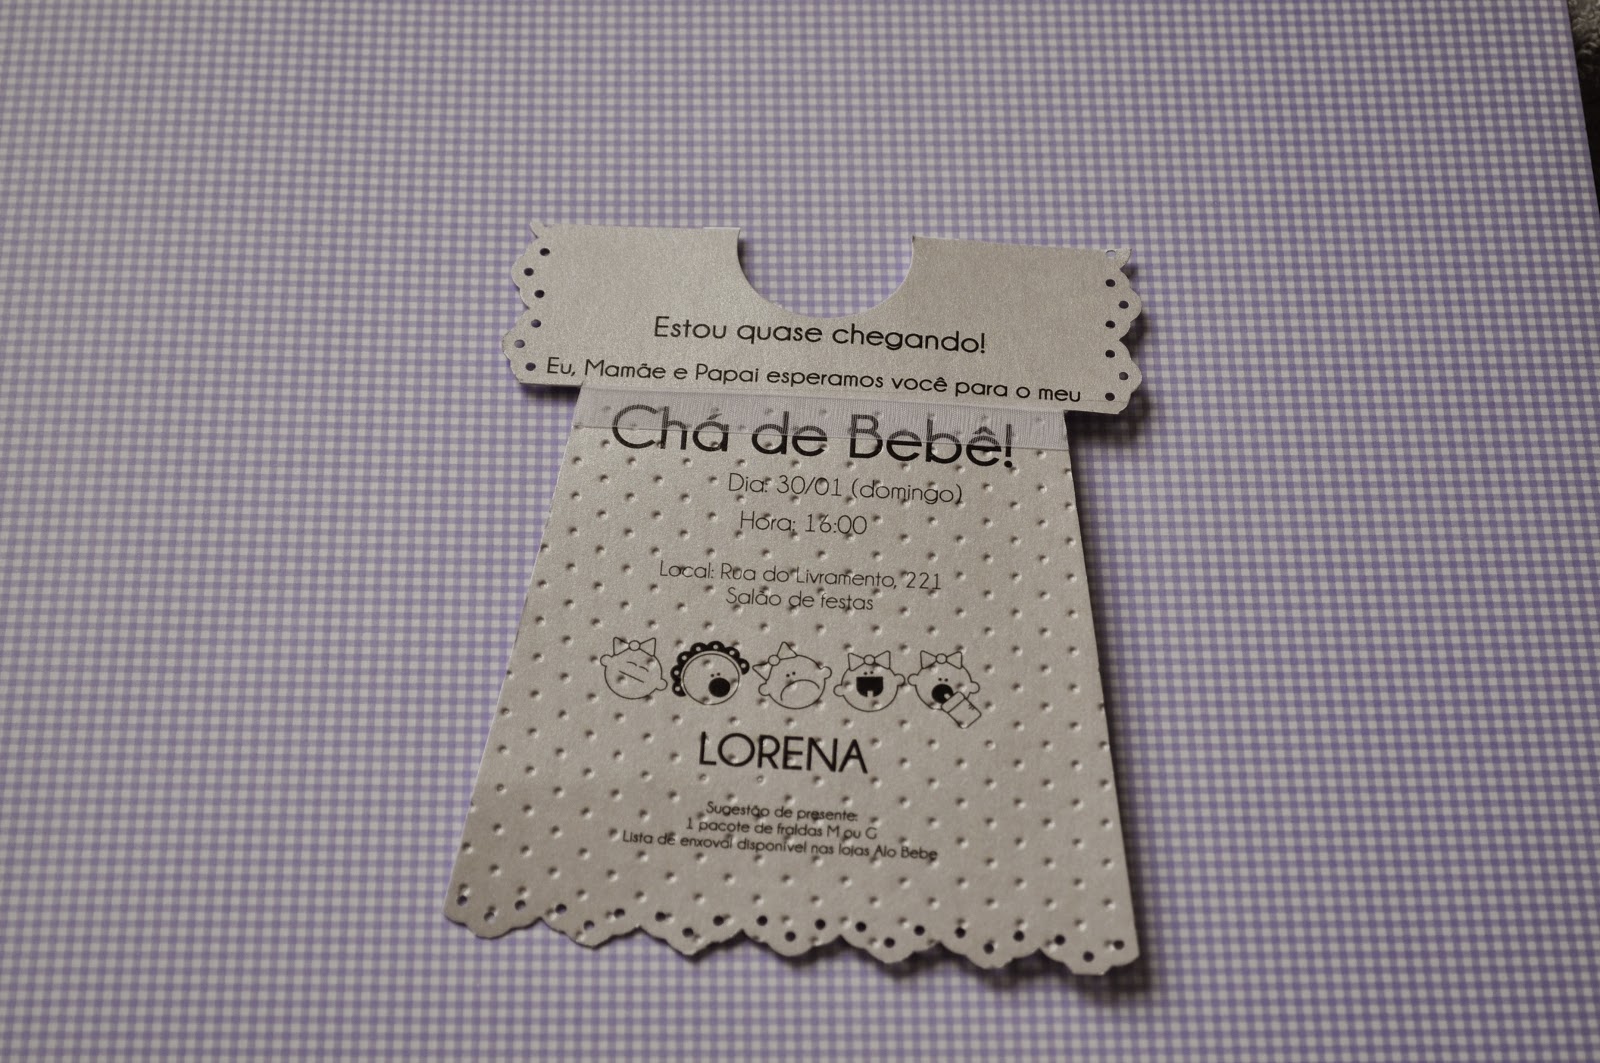 Estou quase chegando!
Eu, Mamãe e Papai esperamos você para o meu
Chá de Bebê!
Dia: 30/01 (domingo)
Hora: 16:00
Local: Rua do Livramento, 221
Salão de festas
LORENA
Sugestão de presente:
1 pacote de fraldas M ou G
Lista de enxoval disponível nas lojas Alo Bebe